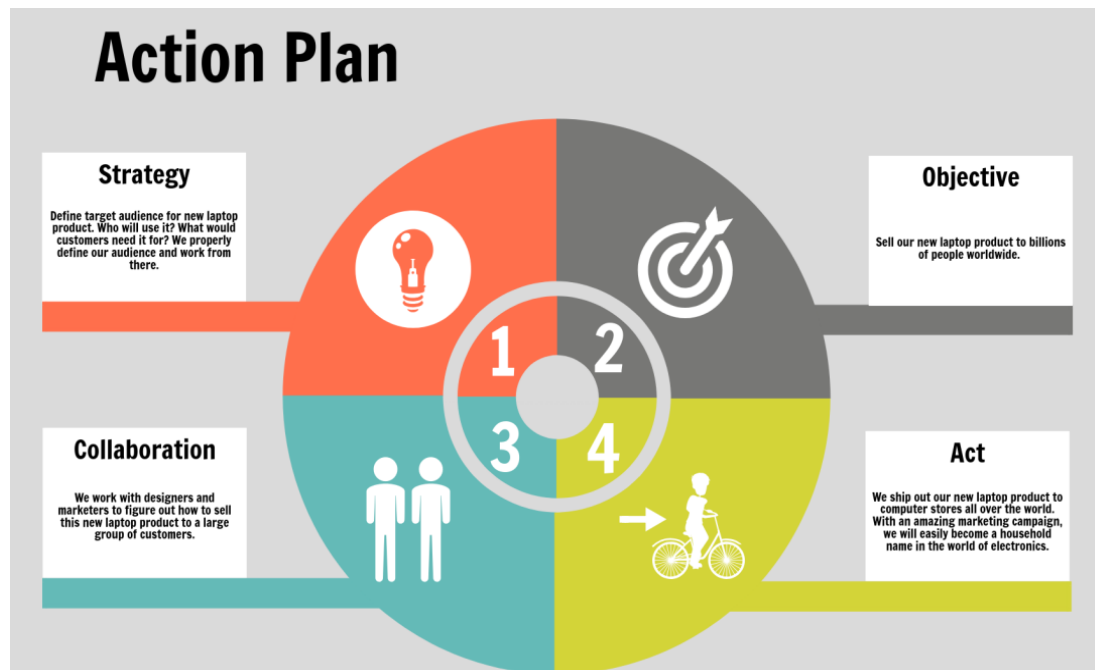 Action Plan
Strategy
Define target audience for new laptop
product. Who will use it? What would
customers need it for? We properly
define our audience and work from
there.
Objective
Sell our new laptop product to billions
of people worldwide.
1
2
3
4
Collaboration
We work with designers and
marketers to figure out how to sell
this new laptop product to a large
group of customers.
Act
We ship out our new laptop product to
computer stores all over the world.
With an amazing marketing campaign,
we will easily become a household
name in the world of electronics.